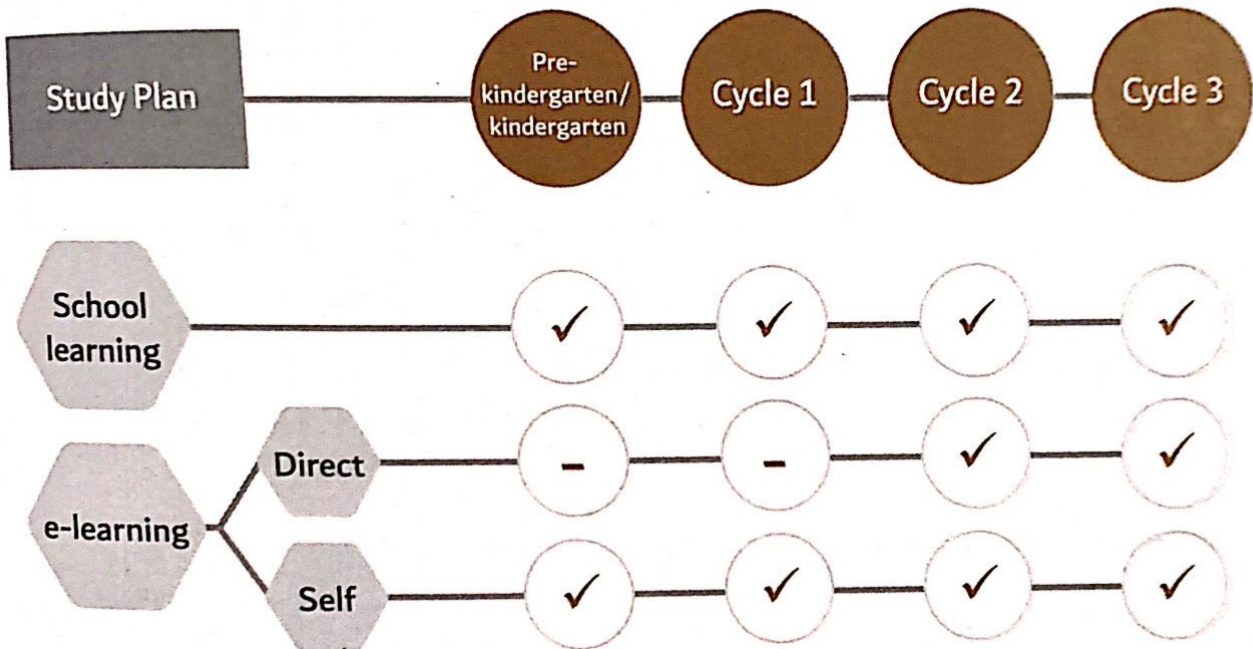 Study Plan
Pre-
kindergarten/
kindergarten
Cycle 1
Cycle 2
Cycle 3
School
learning
✓ ✓ ✓ ✓
e-learning
Direct
- - ✓ ✓
Self
✓ ✓ ✓ ✓